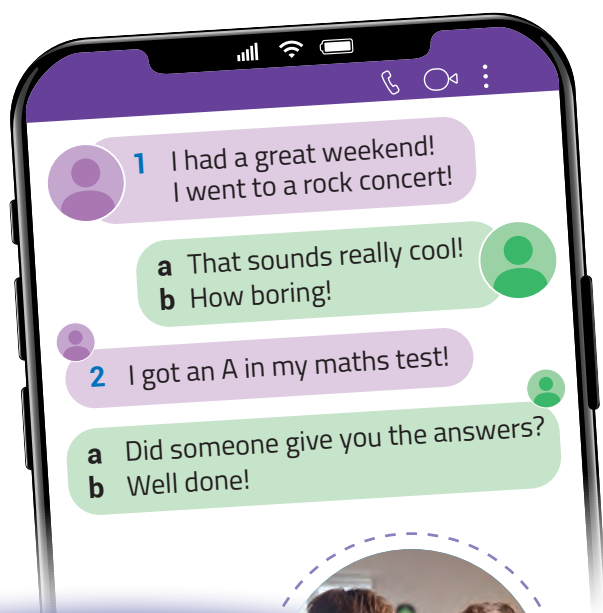 1 I had a great weekend!
I went to a rock concert!
a That sounds really cool!
b How boring!
2 I got an A in my maths test!
a Did someone give you the answers?
b Well done!